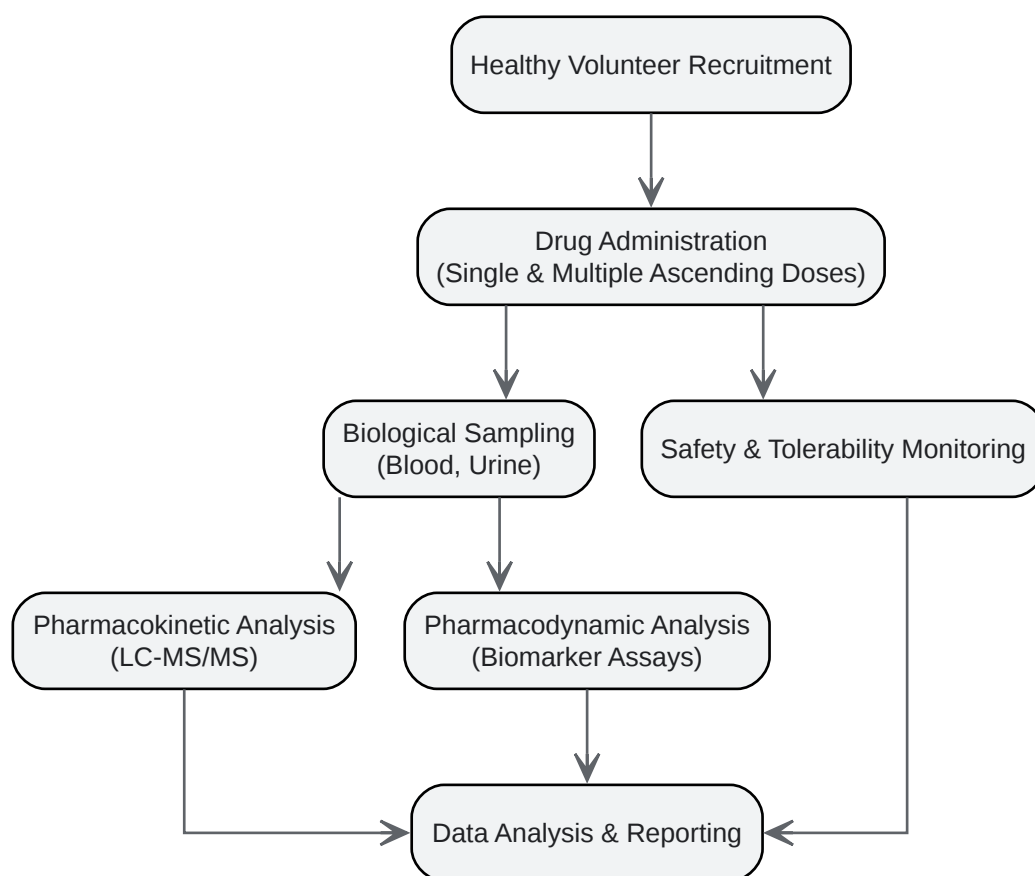 Healthy Volunteer Recruitment
Drug Administration
(Single & Multiple Ascending Doses)
Biological Sampling
(Blood, Urine)
Safety & Tolerability Monitoring
Pharmacokinetic Analysis
(LC-MS/MS)
Pharmacodynamic Analysis
(Biomarker Assays)
Data Analysis & Reporting